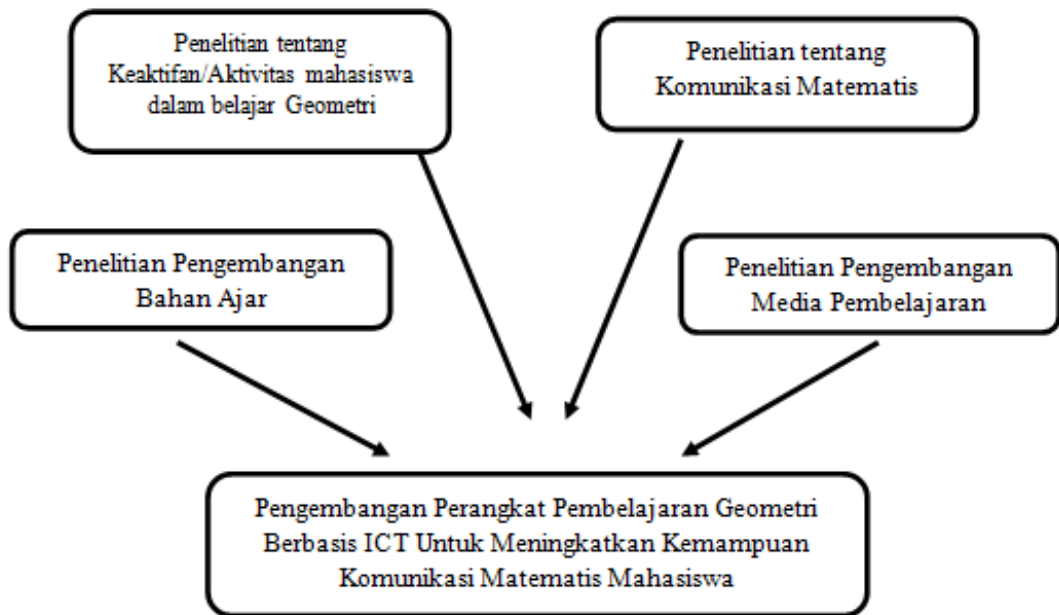 Penelitian tentang
Keaktifan/Aktivitas mahasiswa
dalam belajar Geometri
Penelitian tentang
Komunikasi Matematis
Penelitian Pengembangan
Bahan Ajar
Penelitian Pengembangan
Media Pembelajaran
Pengembangan Perangkat Pembelajaran Geometri
Berbasis ICT Untuk Meningkatkan Kemampuan
Komunikasi Matematis Mahasiswa